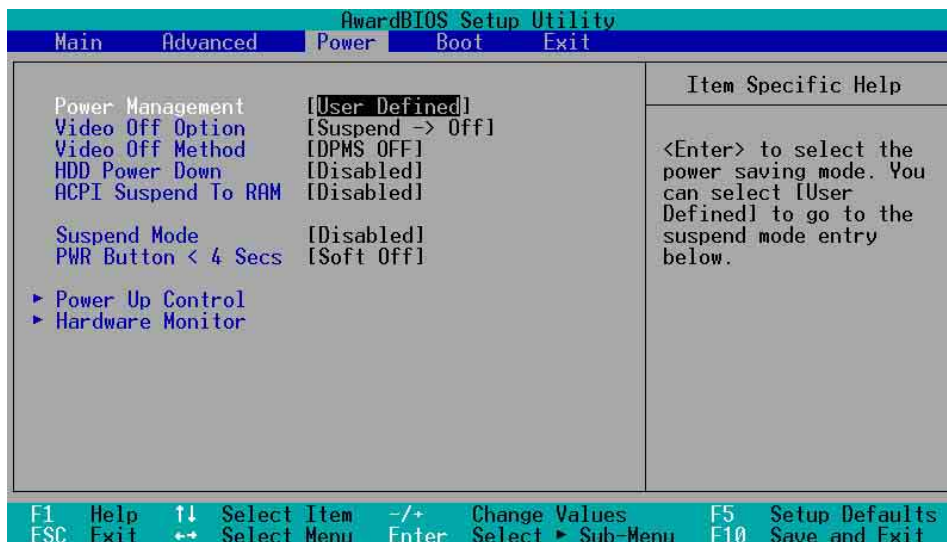 AwardBIOS Setup Utility
Main Advanced Power Boot Exit
Power Management [User Defined]
Video Off Option [Suspend -> Off]
Video Off Method [DPMS OFF]
HDD Power Down [Disabled]
ACPI Suspend To RAM [Disabled]
Suspend Mode [Disabled]
PWR Button < 4 Secs [Soft Off]
► Power Up Control
► Hardware Monitor
Item Specific Help
<Enter> to select the
power saving mode. You
can select [User
Defined] to go to the
suspend mode entry
below.
F1 Help ↑↓ Select Item -/+ Change Values F5 Setup Defaults
ESC Exit ←→ Select Menu Enter Select ► Sub-Menu F10 Save and Exit